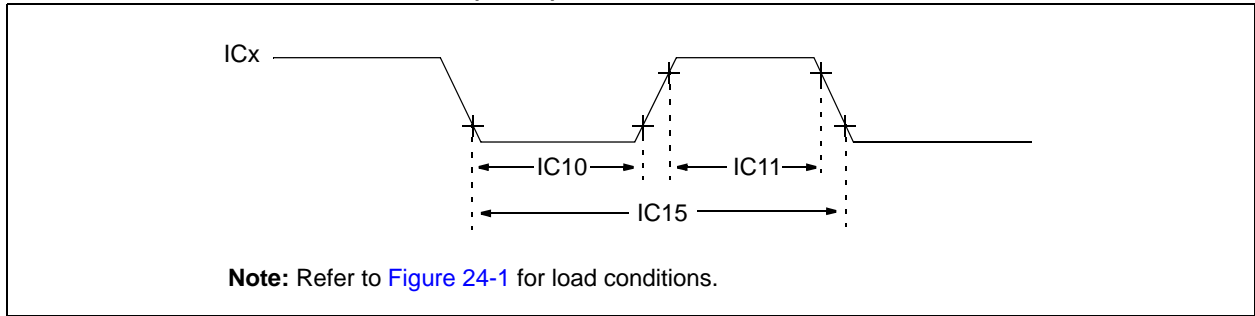 ICx
IC10
IC11
IC15
Note: Refer to Figure 24-1 for load conditions.